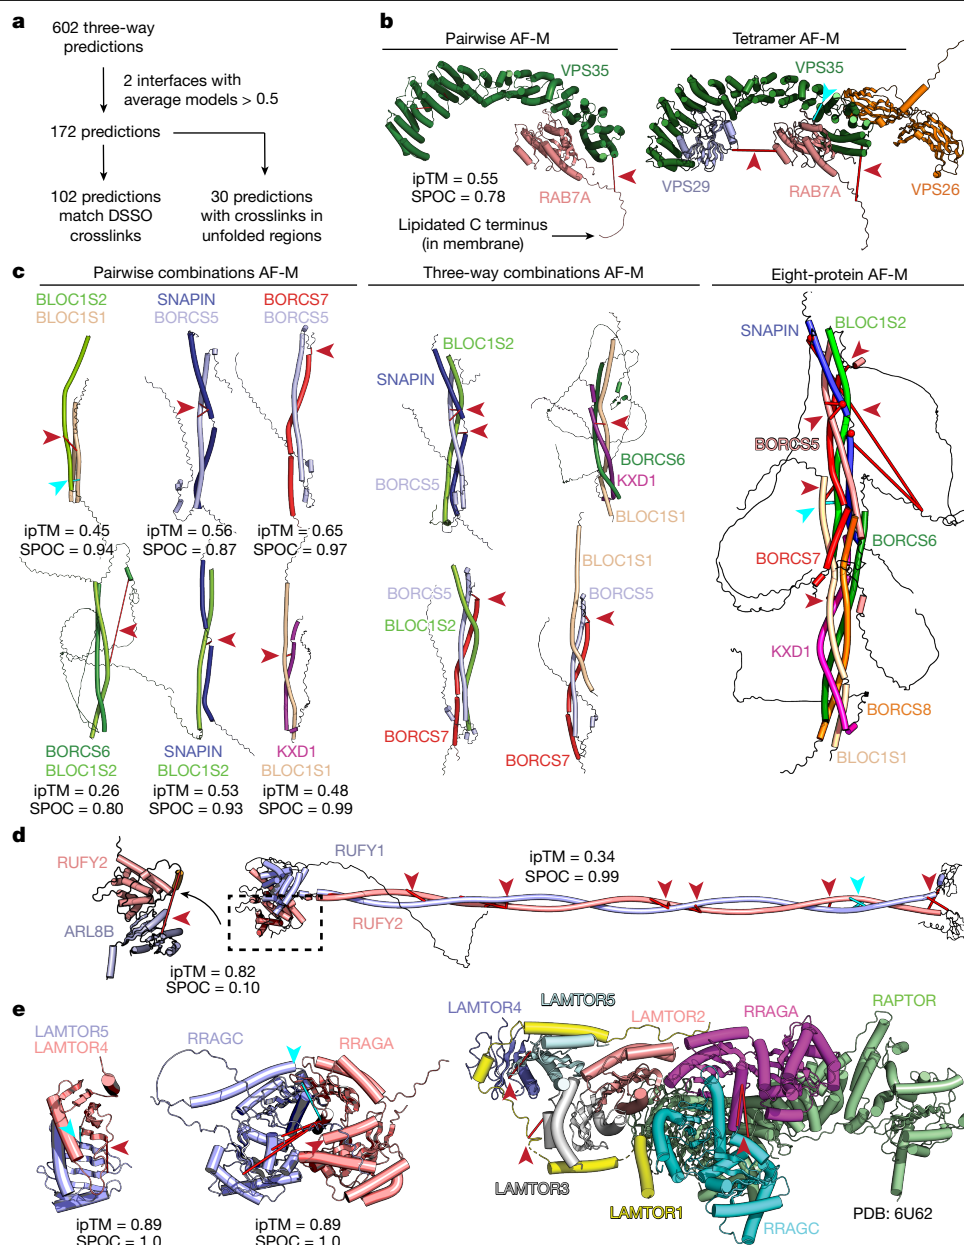 a
602 three-way
predictions
2 interfaces with
average models > 0.5
172 predictions
102 predictions
match DSSO
crosslinks
30 predictions
with crosslinks in
unfolded regions
b
Pairwise AF-M
VPS35
RAB7A
ipTM = 0.55
SPOC = 0.78
Lipidated C terminus
(in membrane)
Tetramer AF-M
VPS35
VPS29
RAB7A
VPS26
c
Pairwise combinations AF-M
BLOC1S2
BLOC1S1
ipTM = 0.45
SPOC = 0.94
SNAPIN
BORCS5
ipTM = 0.56
SPOC = 0.87
BORCS7
BORCS5
ipTM = 0.65
SPOC = 0.97
BORCS6
BLOC1S2
ipTM = 0.26
SPOC = 0.80
SNAPIN
BLOC1S2
ipTM = 0.53
SPOC = 0.93
KXD1
BLOC1S1
ipTM = 0.48
SPOC = 0.99
Three-way combinations AF-M
BLOC1S2
SNAPIN
BORCS5
BORCS6
KXD1
BLOC1S1
BORCS5
BLOC1S2
BORCS7
BLOC1S1
BORCS5
BORCS7
Eight-protein AF-M
SNAPIN
BLOC1S2
BORCS5
BORCS6
BORCS7
KXD1
BORCS8
BLOC1S1
d
RUFY2
ARL8B
ipTM = 0.82
SPOC = 0.10
RUFY1
RUFY2
ipTM = 0.34
SPOC = 0.99
e
LAMTOR5
LAMTOR4
ipTM = 0.89
SPOC = 1.0
RRAGC
RRAGA
ipTM = 0.89
SPOC = 1.0
LAMTOR4
LAMTOR5
LAMTOR2
RRAGA
RAPTOR
LAMTOR3
LAMTOR1
RRAGC
PDB: 6U62